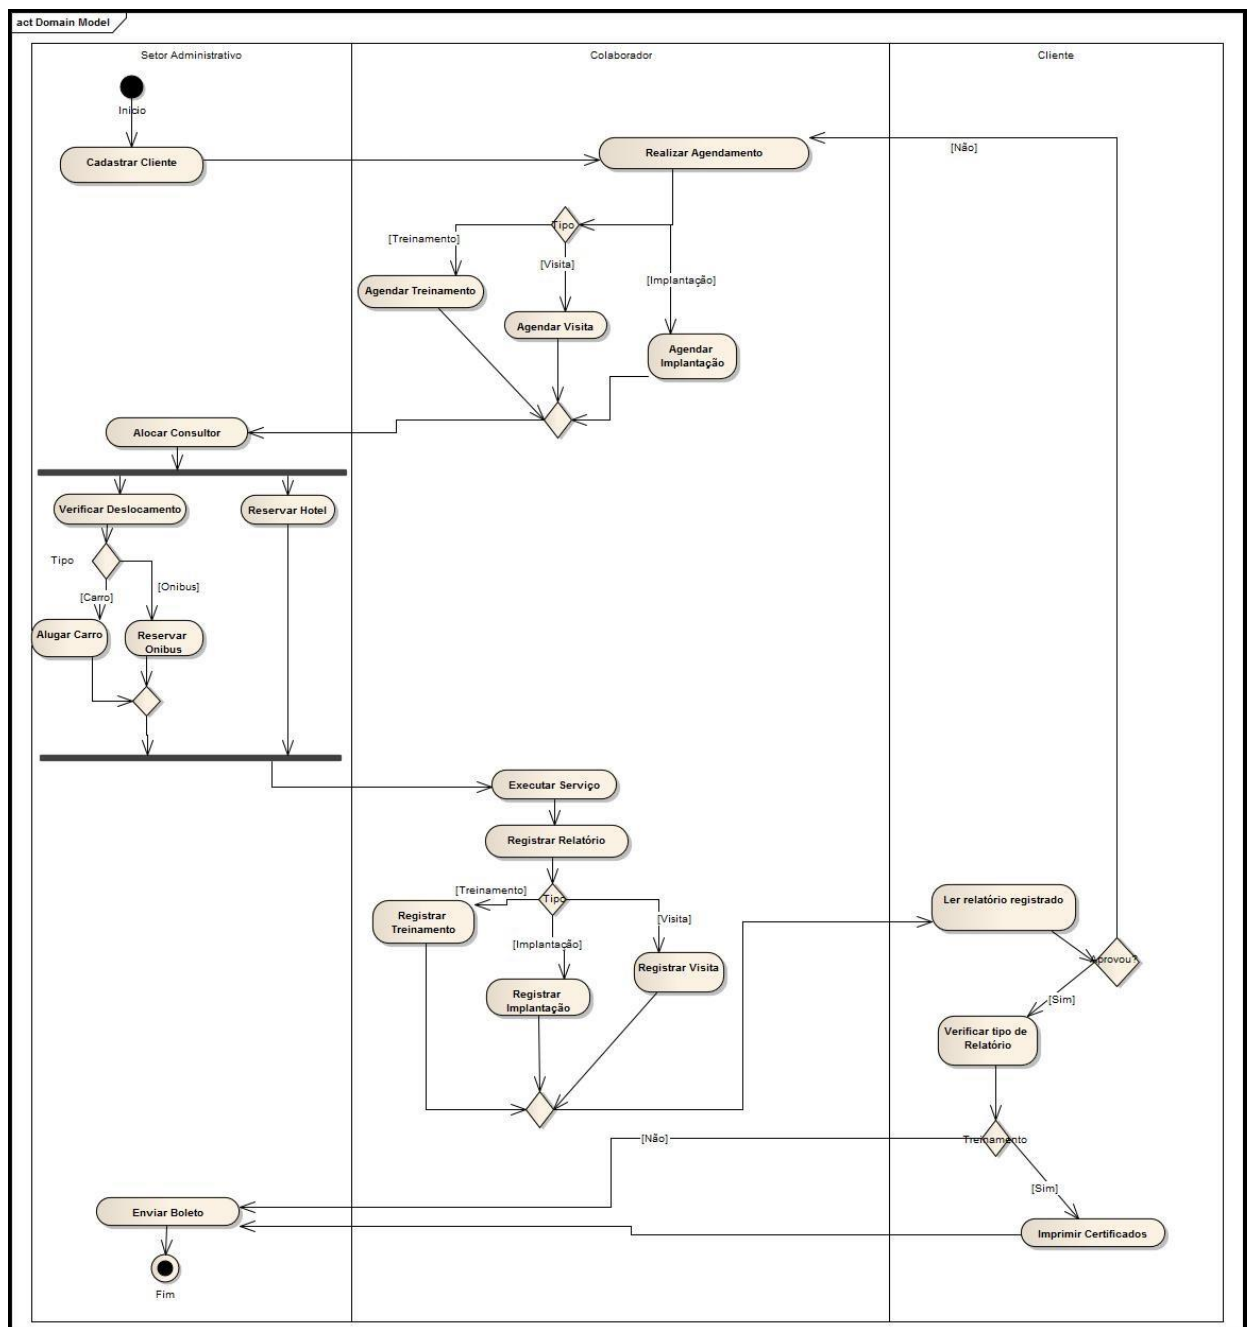 act Domain Model
Setor Administrativo
Colaborador
Cliente
Início
Cadastrar Cliente
Realizar Agendamento
[Não]
Tipo
[Treinamento]
[Visita]
[Implantação]
Agendar Treinamento
Agendar Visita
Agendar
Implantação
Alocar Consultor
Verificar Deslocamento
Reservar Hotel
Tipo
[Onibus]
[Carro]
Alugar Carro
Reservar
Onibus
Executar Serviço
Registrar Relatório
[Treinamento]
Tipo
[Visita]
Registrar
Treinamento
[Implantação]
Registrar Visita
Registrar
Implantação
Ler relatório registrado
Aprovou?
[Sim]
Verificar tipo de
Relatório
Treinamento
[Não]
[Sim]
Enviar Boleto
Imprimir Certificados
Fim